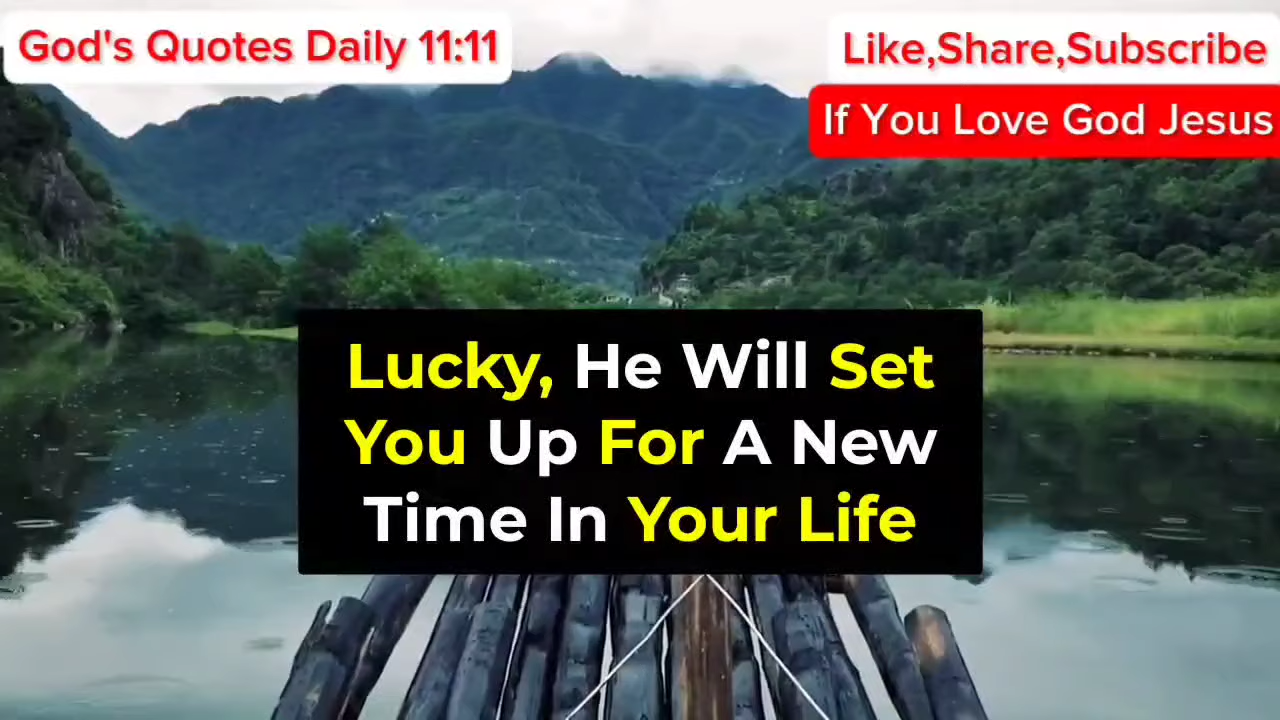 God's Quotes Daily 11:11
Like,Share,Subscribe
If You Love God Jesus
Lucky, He Will Set
You Up For A New
Time In Your Life